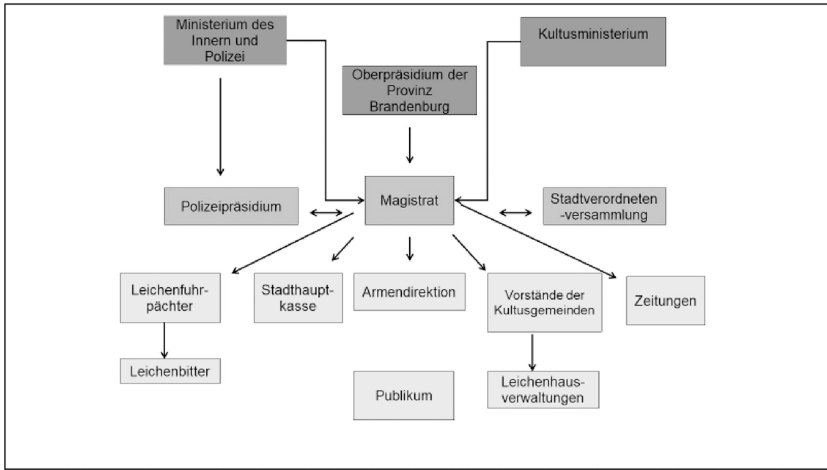 Ministerium des
Innern und
Polizei
Kultusministerium
Oberpräsidium der
Provinz
Brandenburg
Polizeipräsidium
Magistrat
Stadtverordneten
-versammlung
Leichenfuhr-
pächter
Stadthaupt-
kasse
Armendirektion
Vorstände der
Kultusgemeinden
Zeitungen
Leichenbitter
Publikum
Leichenhaus-
verwaltungen